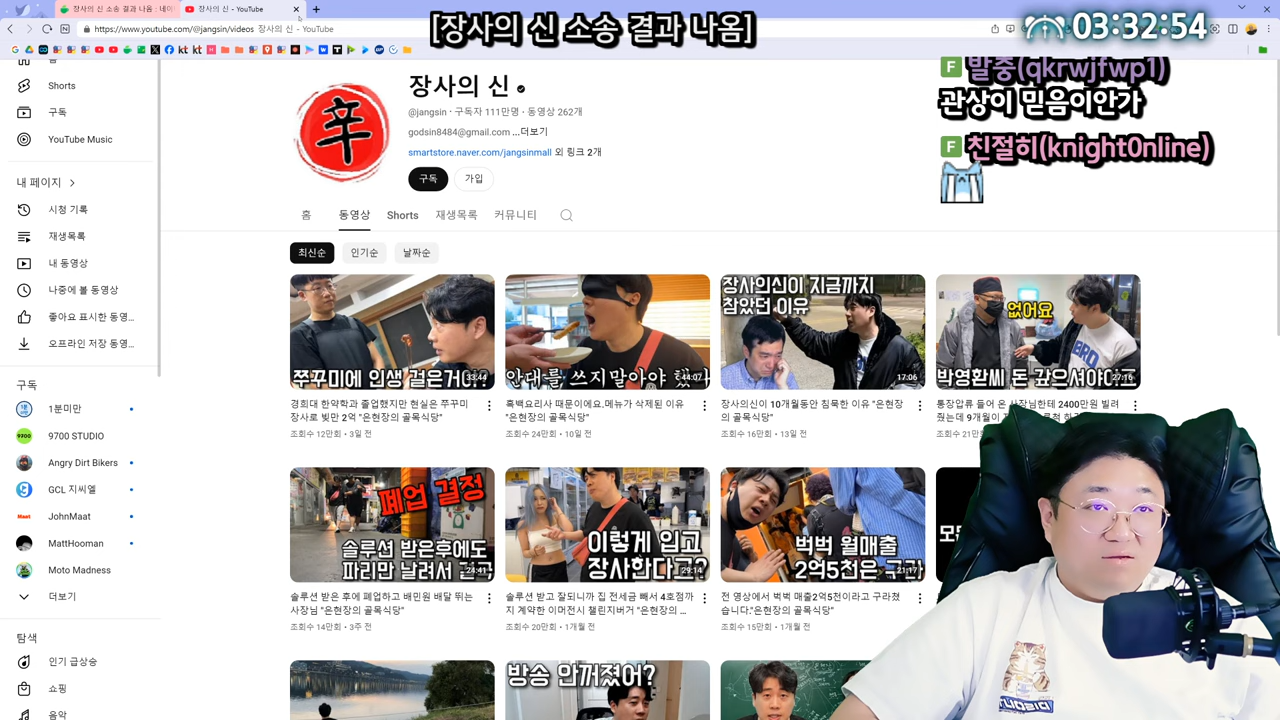 장사의 신 소송 결과 나옴 : 네이
장사의 신 - YouTube
https://www.youtube.com/@jangsin/videos 장사의 신 - YouTube
[장사의 신 소송 결과 나옴]
03:32:54
발중(qkrwjfwp1)
관상이 믿음이안가
친절히(knight0nline)
홈
Shorts
구독
YouTube Music
내 페이지
시청 기록
재생목록
내 동영상
나중에 볼 동영상
좋아요 표시한 동영...
오프라인 저장 동영...
구독
1분미만
9700 STUDIO
Angry Dirt Bikers
GCL 지씨엘
JohnMaat
MattHooman
Moto Madness
더보기
탐색
인기 급상승
쇼핑
음악
辛
장사의 신
@jangsin · 구독자 111만명 · 동영상 262개
godsin8484@gmail.com ...더보기
smartstore.naver.com/jangsinmall 외 링크 2개
구독 가입
홈 동영상 Shorts 재생목록 커뮤니티
최신순 인기순 날짜순
쭈꾸미에 인생 걸은거야?
33:44
경희대 한약학과 졸업했지만 현실은 쭈꾸미
장사로 빚만 2억 "은현장의 골목식당"
조회수 12만회 • 3일 전
안대를 쓰지말아야
44:07
흑백요리사 때문이에요.메뉴가 삭제된 이유
"은현장의 골목식당"
조회수 24만회 • 10일 전
장사의신이 지금까지
참았던 이유
17:06
장사의신이 10개월동안 침묵한 이유 "은현장
의 골목식당"
조회수 16만회 • 13일 전
없어요
박영환씨 돈 갚으셔야
27:16
통장압류 들어 온 사장님한테 2400만원 빌려
줬는데 9개월이
조회수 21만
폐업 결정
솔루션 받은후에도
파리만 날려서
24:41
솔루션 받은 후에 폐업하고 배민원 배달 뛰는
사장님 "은현장의 골목식당"
조회수 14만회 • 3주 전
이렇게 입고
장사한다고?
29:14
솔루션 받고 잘되니까 집 전세금 빼서 4호점까
지 계약한 이머전시 챌린지버거 "은현장의 ...
조회수 20만회 • 1개월 전
벅벅 월매출
2억5천은 구라
21:17
전 영상에서 벅벅 매출2억5천이라고 구라쳤
습니다."은현장의 골목식당"
조회수 15만회 • 1개월 전
방송 안꺼졌어?